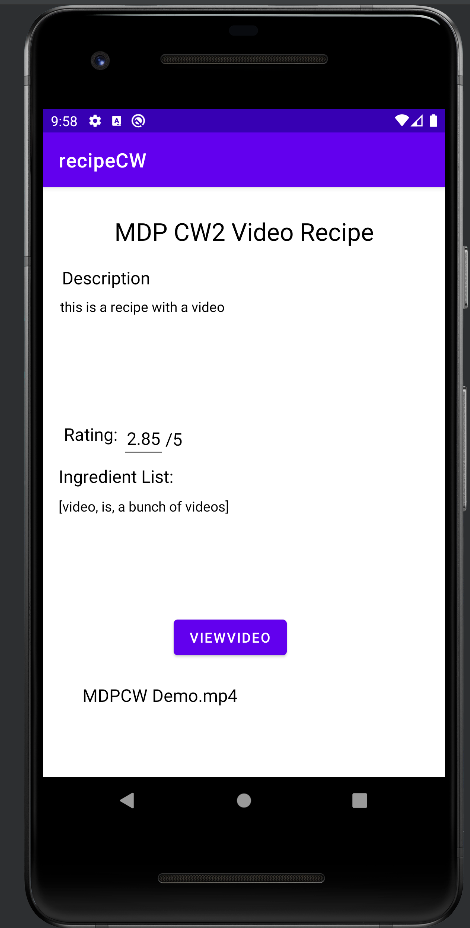 9:58
recipeCW
MDP CW2 Video Recipe
Description
this is a recipe with a video
Rating: 2.85 /5
Ingredient List:
[video, is, a bunch of videos]
VIEWVIDEO
MDPCW Demo.mp4